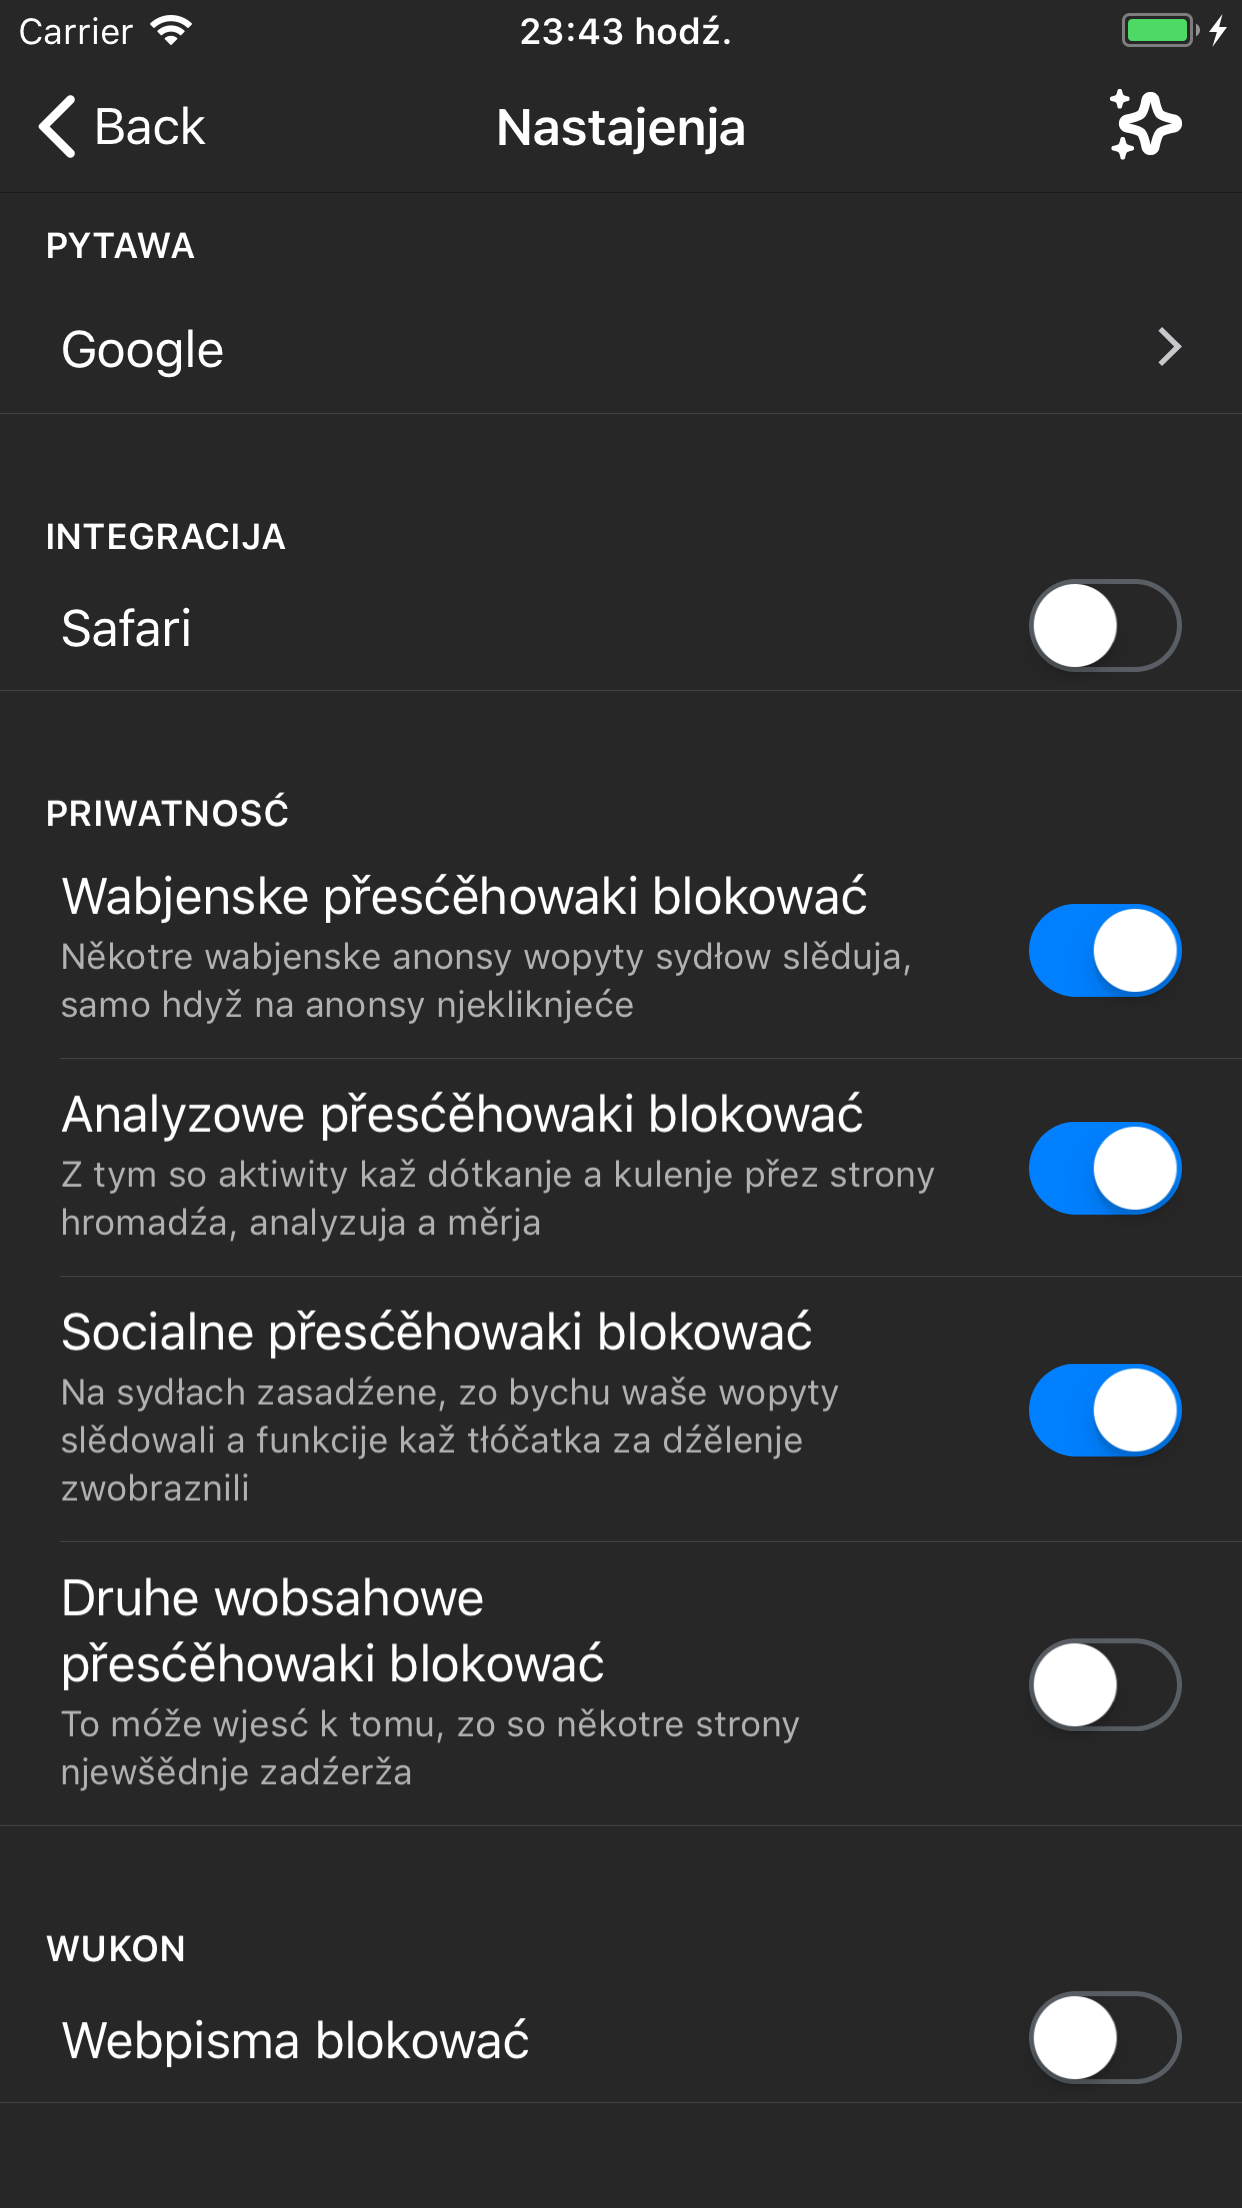 Carrier
23:43 hodź.
Back
Nastajenja
PYTAWA
Google
INTEGRACIJA
Safari
PRIWATNOSĆ
Wabjenske přesćěhowaki blokować
Někotre wabjenske anonsy wopyty sydłow slěduja,
samo hdyž na anonsy njekliknjeće
Analyzowe přesćěhowaki blokować
Z tym so aktiwity kaž dótkanje a kulenje přez strony
hromadźa, analyzuja a měrja
Socialne přesćěhowaki blokować
Na sydłach zasadźene, zo bychu waše wopyty
slědowali a funkcije kaž tłóčatka za dźělenje
zwobraznili
Druhe wobsahowe
přesćěhowaki blokować
To móže wjesć k tomu, zo so někotre strony
njewšědnje zadźerža
WUKON
Webpisma blokować